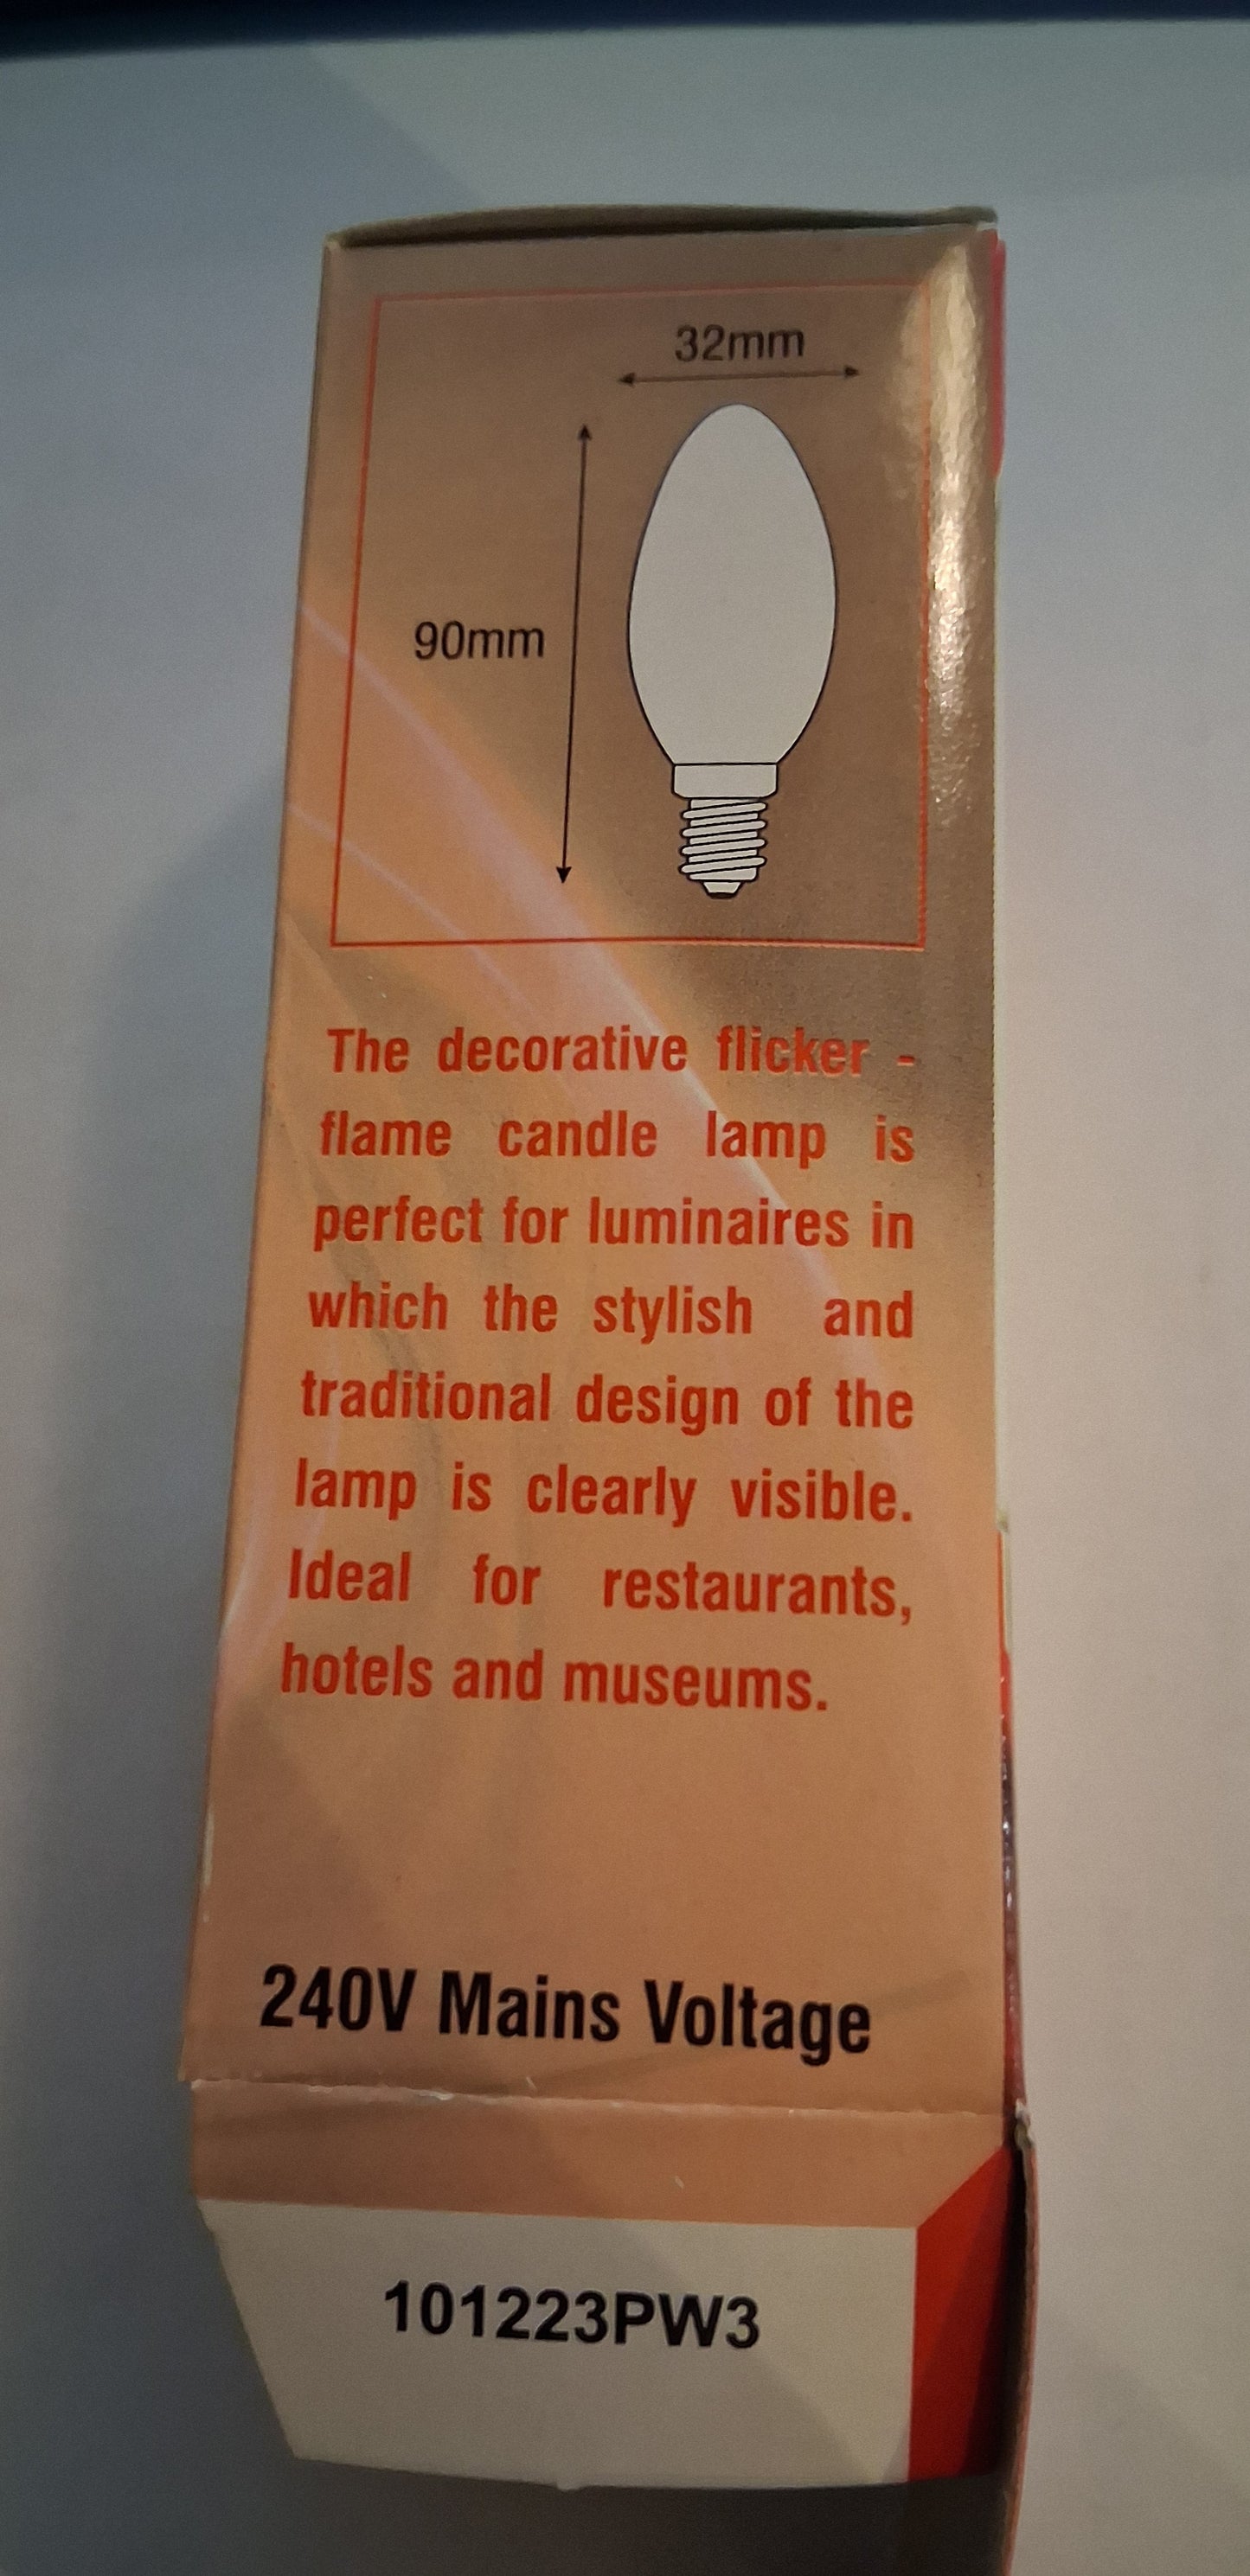 32mm
90mm
The decorative flicker -
flame candle lamp is
perfect for luminaires in
which the stylish and
traditional design of the
lamp is clearly visible.
Ideal for restaurants,
hotels and museums.
240V Mains Voltage
101223PW3